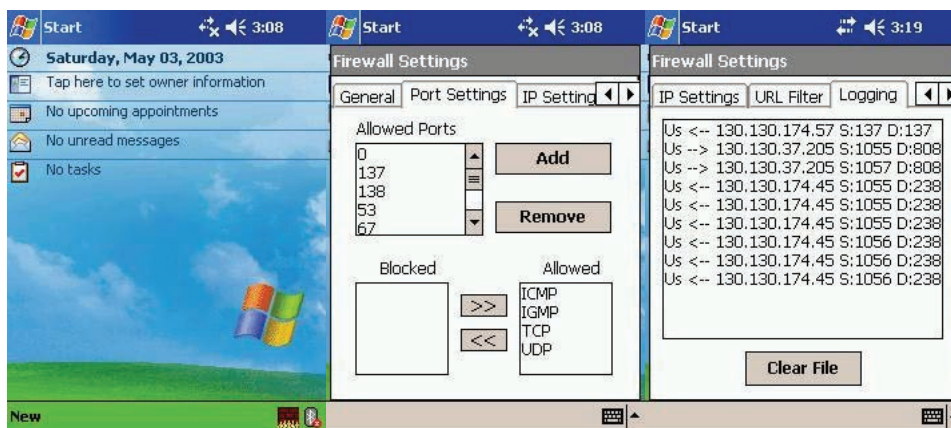 Start 3:08
Saturday, May 03, 2003
Tap here to set owner information
No upcoming appointments
No unread messages
No tasks
New
Start 3:08
Firewall Settings
General Port Settings IP Setting
Allowed Ports
0
137
138
53
67
Add
Remove
Blocked
Allowed
>>
<<
ICMP
IGMP
TCP
UDP
Start 3:19
Firewall Settings
IP Settings URL Filter Logging
Us <-- 130.130.174.57 S:137 D:137
Us --> 130.130.37.205 S:1055 D:808
Us --> 130.130.37.205 S:1057 D:808
Us <-- 130.130.174.45 S:1055 D:238
Us <-- 130.130.174.45 S:1055 D:238
Us <-- 130.130.174.45 S:1055 D:238
Us <-- 130.130.174.45 S:1056 D:238
Us <-- 130.130.174.45 S:1056 D:238
Us <-- 130.130.174.45 S:1056 D:238
Clear File